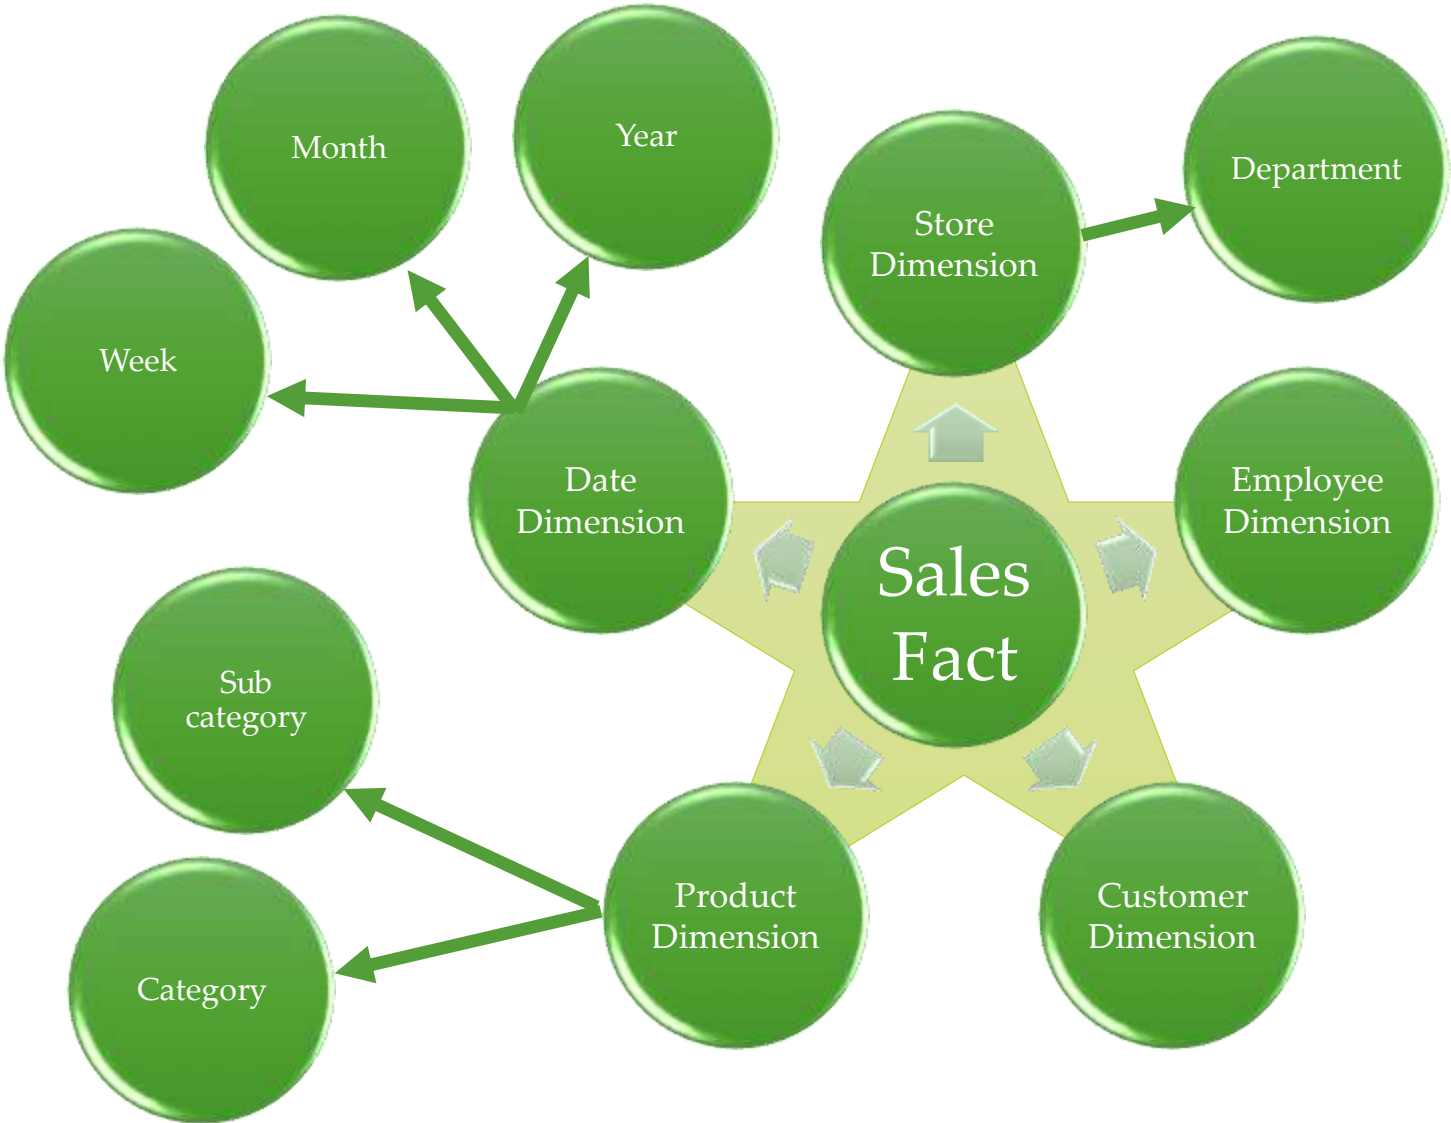 Month
Year
Department
Store
Dimension
Week
Date
Dimension
Employee
Dimension
Sales
Fact
Sub
category
Product
Dimension
Customer
Dimension
Category